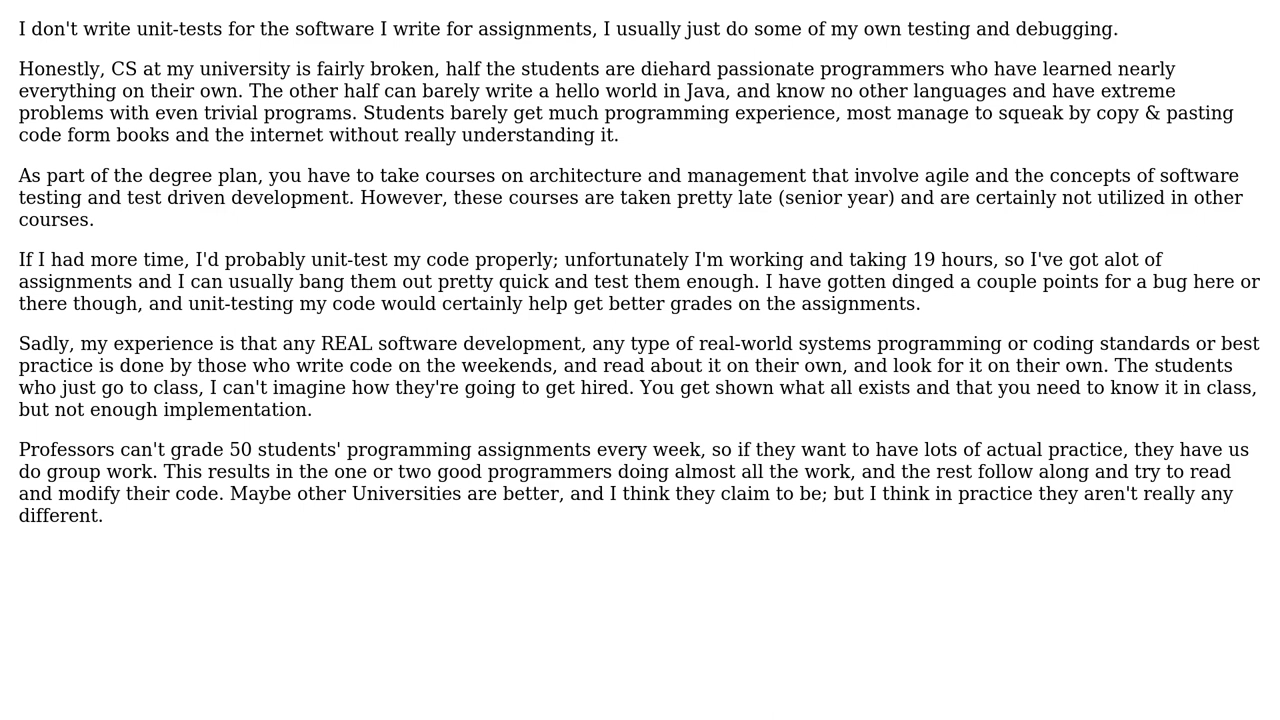 I don't write unit-tests for the software I write for assignments, I usually just do some of my own testing and debugging.
Honestly, CS at my university is fairly broken, half the students are diehard passionate programmers who have learned nearly
everything on their own. The other half can barely write a hello world in Java, and know no other languages and have extreme
problems with even trivial programs. Students barely get much programming experience, most manage to squeak by copy & pasting
code form books and the internet without really understanding it.
As part of the degree plan, you have to take courses on architecture and management that involve agile and the concepts of software
testing and test driven development. However, these courses are taken pretty late (senior year) and are certainly not utilized in other
courses.
If I had more time, I'd probably unit-test my code properly; unfortunately I'm working and taking 19 hours, so I've got alot of
assignments and I can usually bang them out pretty quick and test them enough. I have gotten dinged a couple points for a bug here or
there though, and unit-testing my code would certainly help get better grades on the assignments.
Sadly, my experience is that any REAL software development, any type of real-world systems programming or coding standards or best
practice is done by those who write code on the weekends, and read about it on their own, and look for it on their own. The students
who just go to class, I can't imagine how they're going to get hired. You get shown what all exists and that you need to know it in class,
but not enough implementation.
Professors can't grade 50 students' programming assignments every week, so if they want to have lots of actual practice, they have us
do group work. This results in the one or two good programmers doing almost all the work, and the rest follow along and try to read
and modify their code. Maybe other Universities are better, and I think they claim to be; but I think in practice they aren't really any
different.